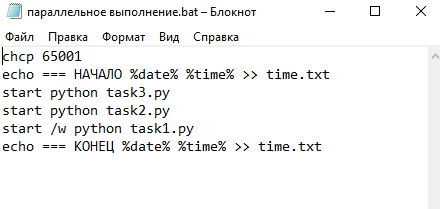 параллельное выполнение.bat – Блокнот
Файл Правка Формат Вид Справка
chcp 65001
echo === НАЧАЛО %date% %time% >> time.txt
start python task3.py
start python task2.py
start /w python task1.py
echo === КОНЕЦ %date% %time% >> time.txt